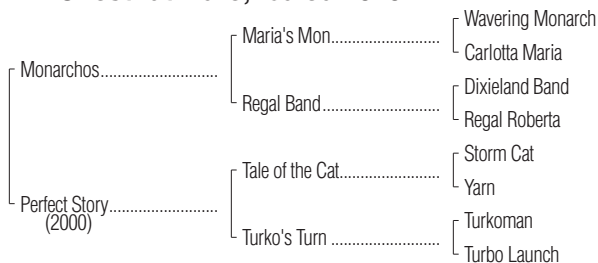 Wavering Monarch
Maria's Mon
Carlotta Maria
Monarchos
Dixieland Band
Regal Band
Regal Roberta
Storm Cat
Tale of the Cat
Yarn
Perfect Story
(2000)
Turkoman
Turko's Turn
Turbo Launch